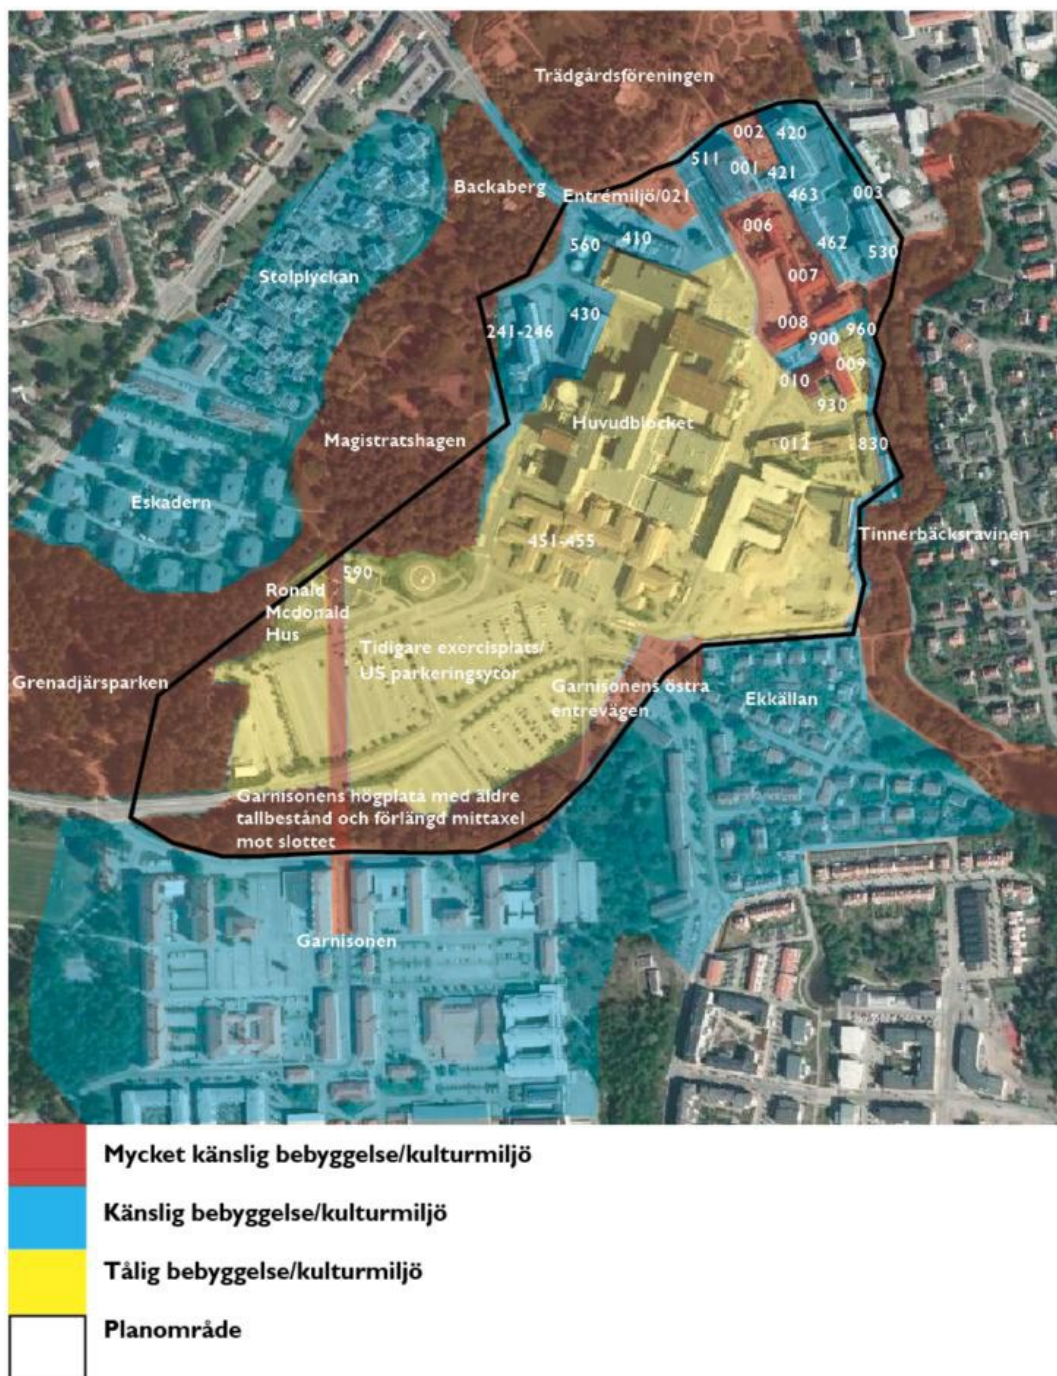 Trädgårdsföreningen
002
420
511
001
421
Backaberg
Entrémiljö/021
463
003
006
410
560
462
530
Stolplyckan
007
430
241-246
008
900
960
009
010
930
Huvudblocket
Magistratshagen
012
830
Eskadern
451-455
Tinnerbäcksravinen
590
Ronald
Mcdonald
Hus
Tidigare exercisplats/
US parkeringsytor
Grenadjärsparken
Garnisonens östra
entrevägen
Ekkällan
Garnisonens högplatå med äldre
tallbestånd och förlängd mittaxel
mot slottet
Garnisonen
Mycket känslig bebyggelse/kulturmiljö
Känslig bebyggelse/kulturmiljö
Tålig bebyggelse/kulturmiljö
Planområde